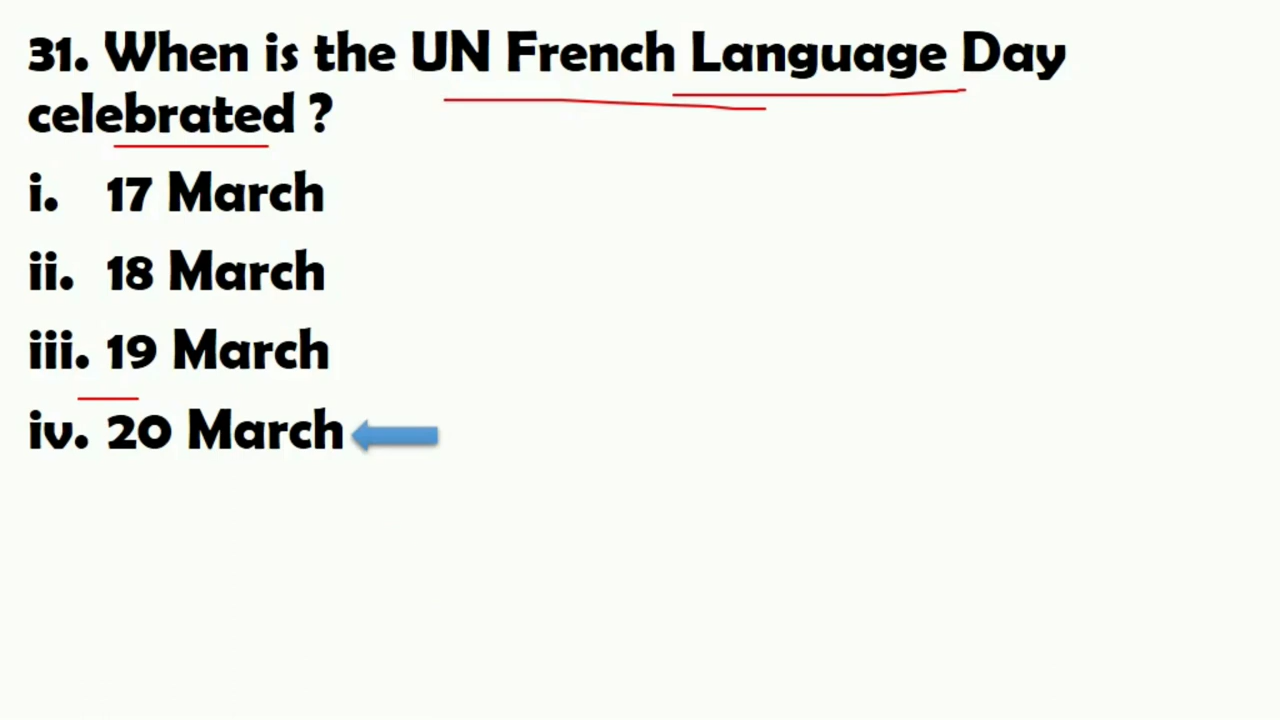 31. When is the UN French Language Day
celebrated ?
i. 17 March
ii. 18 March
iii. 19 March
iv. 20 March